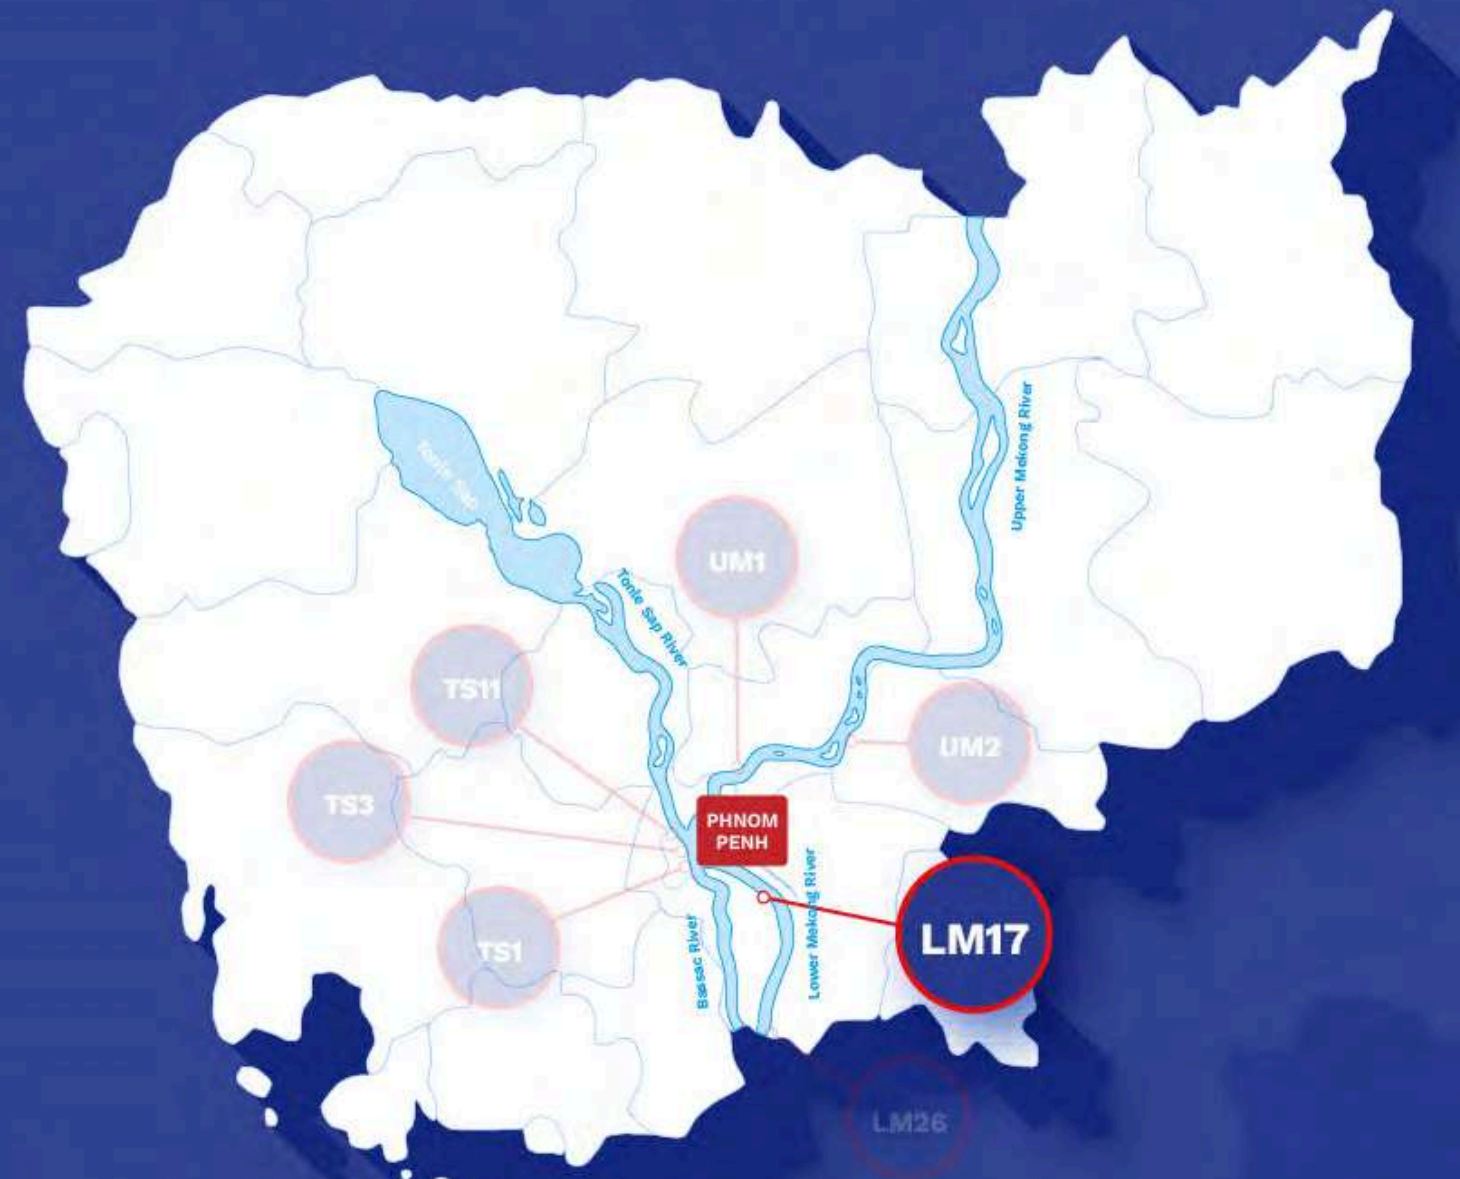 Upper Mekong River
Tonle Sap
UM1
Tonle Sap River
TS11
UM2
TS3
PHNOM
PENH
LM17
Lower Mekong River
Bassac River
TS1
LM26